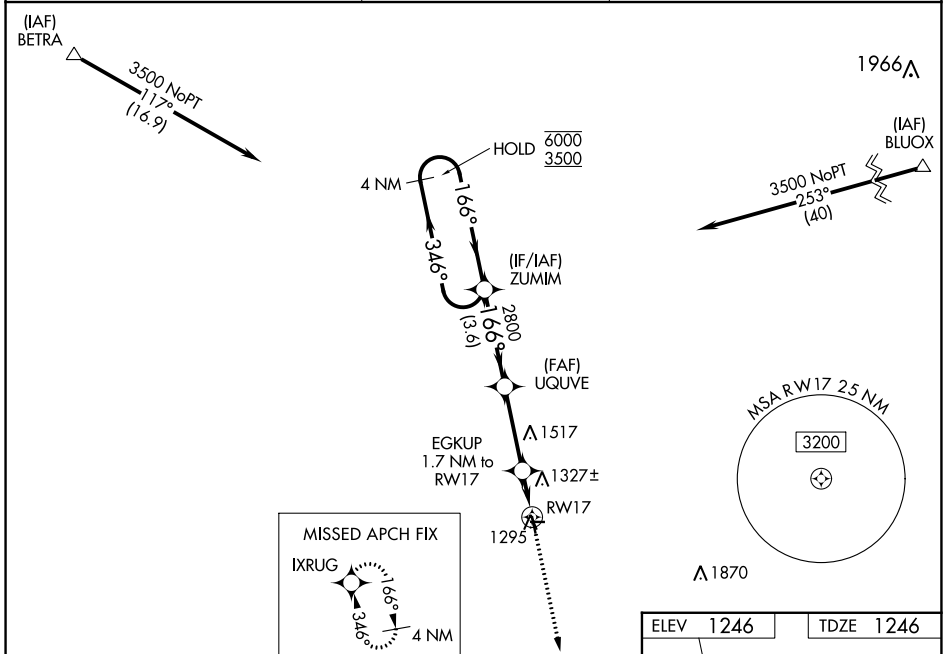 (IAF)
BETRA
3500 NoPT
117°
(16.9)
1966
(IAF)
BLUOX
3500 NoPT
253°
(40)
HOLD 6000
3500
4 NM
166°
346°
(IF/IAF)
ZUMIM
2800
166°
(3.6)
(FAF)
UQUVE
1517
EGKUP
1.7 NM to
RW17
1327±
RW17
1295
MSA RW17 25 NM
3200
1870
MISSED APCH FIX
IXRUG
166°
346°
4 NM
ELEV 1246
TDZE 1246